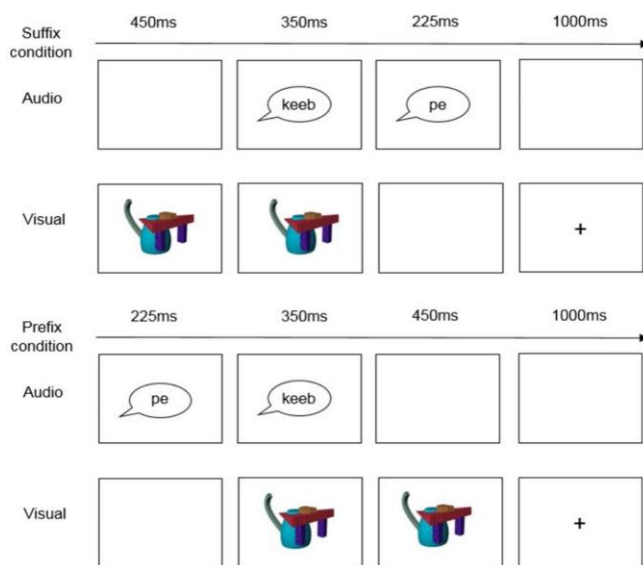 450ms 350ms 225ms 1000ms
Suffix
condition
Audio
keeb pe
Visual
+
225ms 350ms 450ms 1000ms
Prefix
condition
Audio
pe keeb
Visual
+